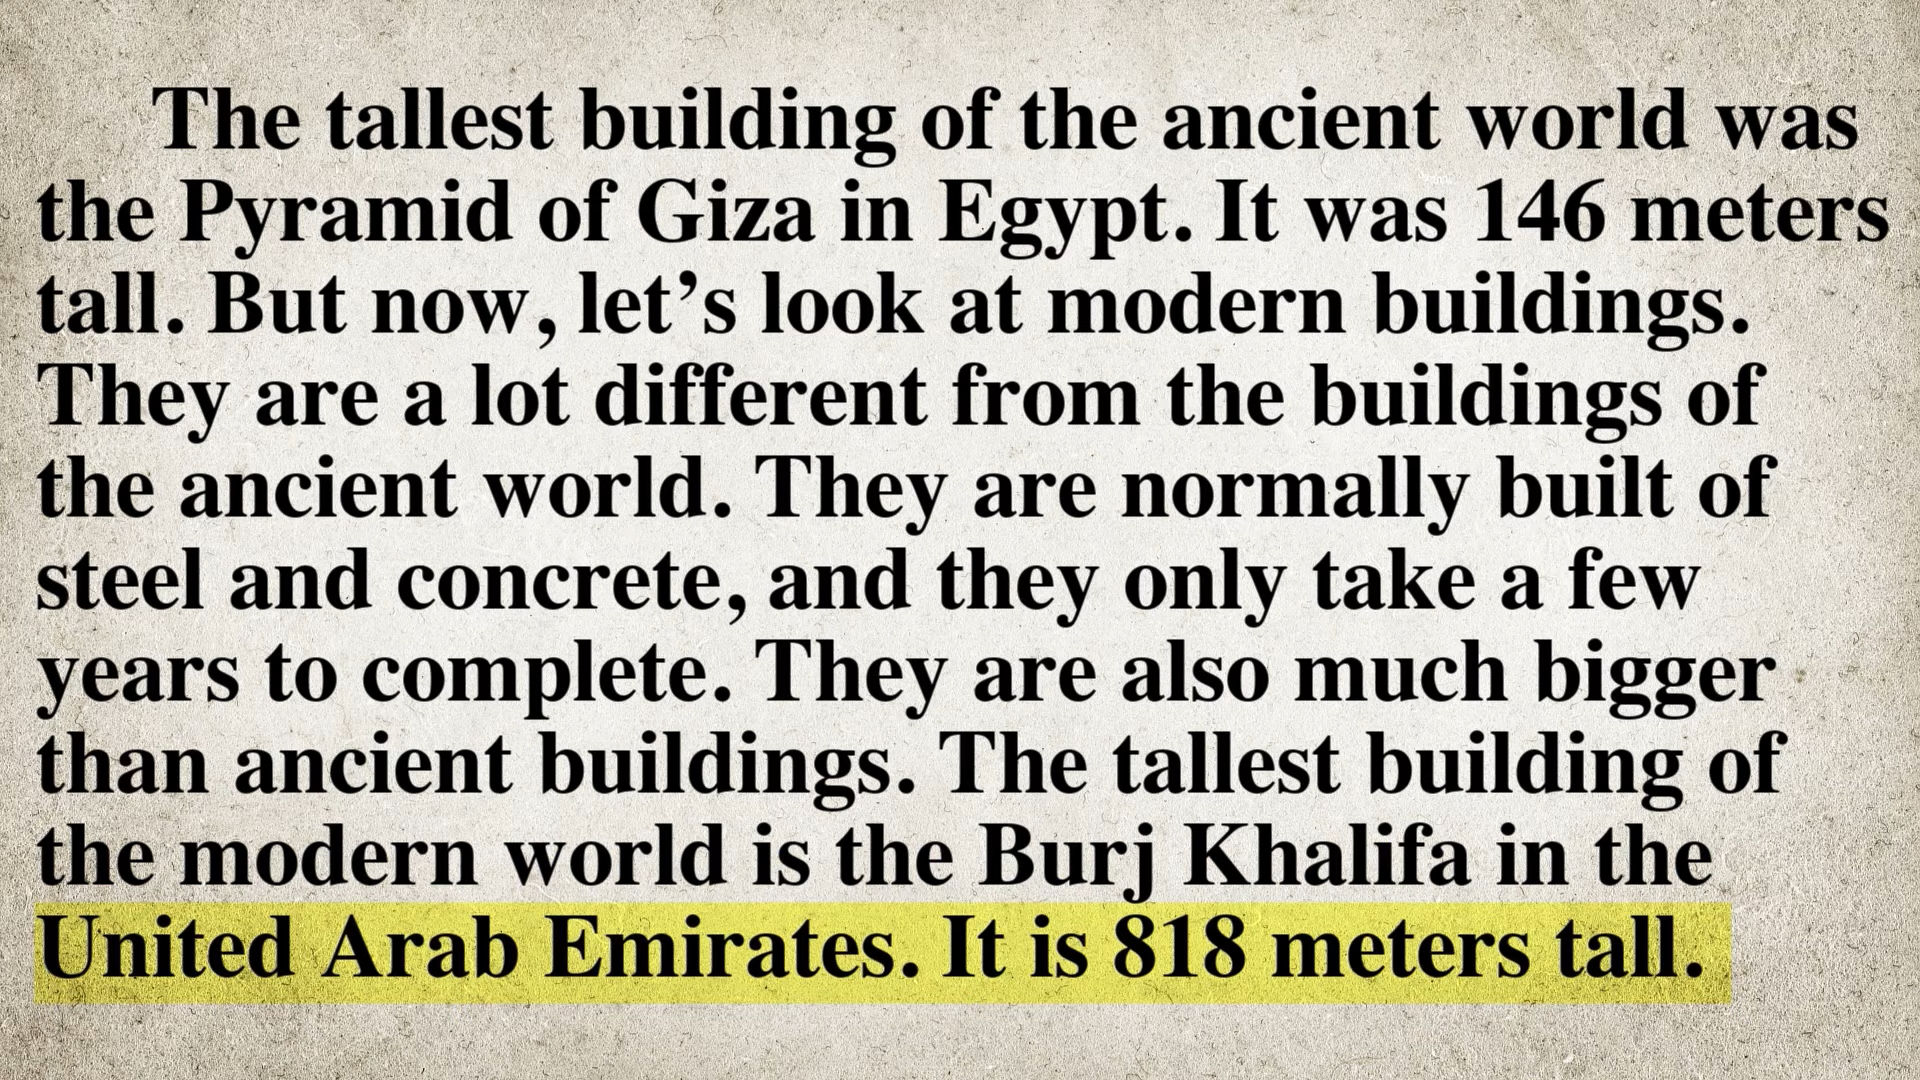 The tallest building of the ancient world was
the Pyramid of Giza in Egypt. It was 146 meters
tall. But now, let’s look at modern buildings.
They are a lot different from the buildings of
the ancient world. They are normally built of
steel and concrete, and they only take a few
years to complete. They are also much bigger
than ancient buildings. The tallest building of
the modern world is the Burj Khalifa in the
United Arab Emirates. It is 818 meters tall.